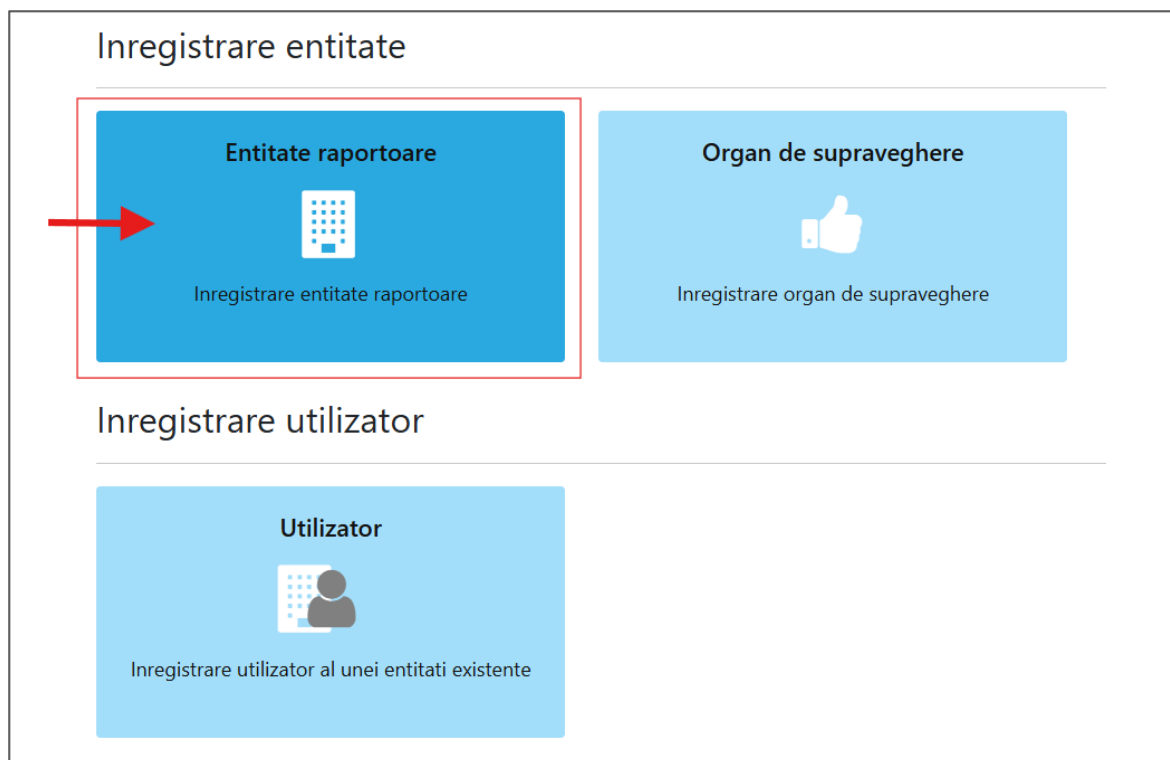 Inregistrare entitate
Entitate raportoare
Inregistrare entitate raportoare
Organ de supraveghere
Inregistrare organ de supraveghere
Inregistrare utilizator
Utilizator
Inregistrare utilizator al unei entitati existente